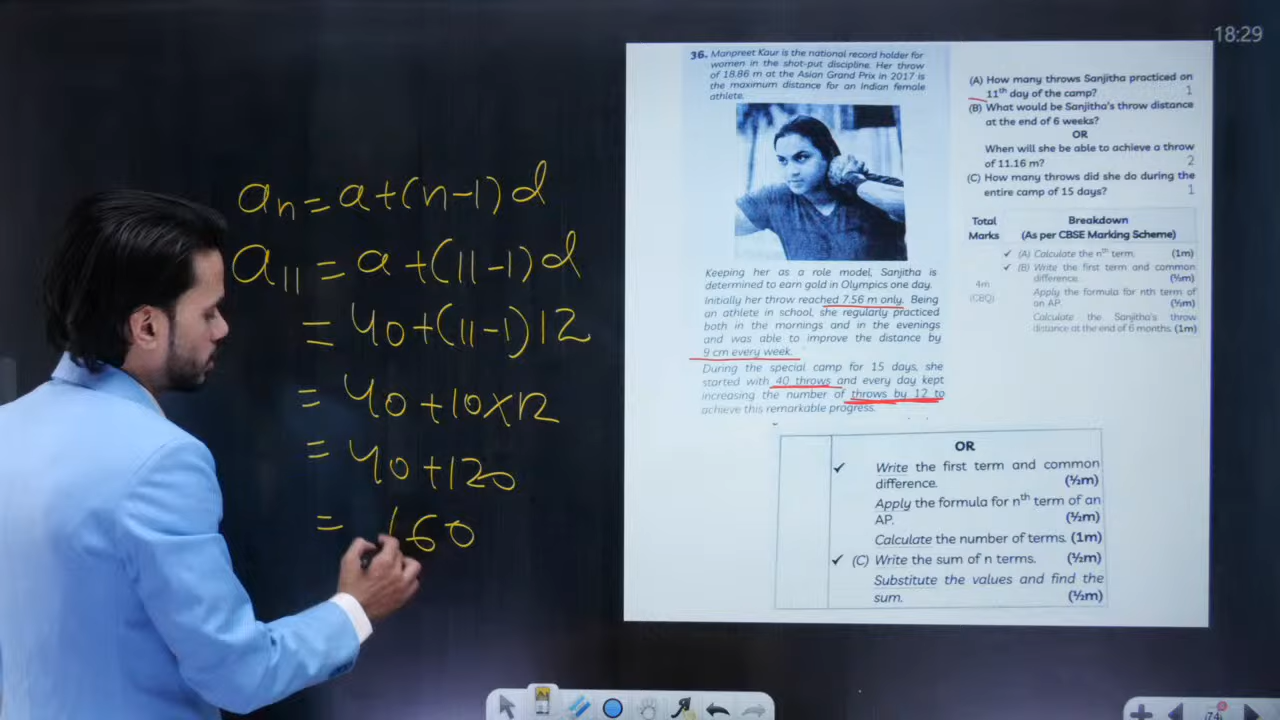 18:29
aₙ = a + (n-1) d
a₁₁ = a + (11-1) d
= 40 + (11-1) 12
= 40 + 10 × 12
= 40 + 120
= 160
36. Manpreet Kaur is the national record holder for
women in the shot-put discipline. Her throw
of 18.86 m at the Asian Grand Prix in 2017 is
the maximum distance for an Indian female
athlete.
Keeping her as a role model, Sanjitha is
determined to earn gold in Olympics one day.
Initially her throw reached 7.56 m only. Being
an athlete in school, she regularly practiced
both in the mornings and in the evenings
and was able to improve the distance by
9 cm every week.
During the special camp for 15 days, she
started with 40 throws and every day kept
increasing the number of throws by 12 to
achieve this remarkable progress.
(A) How many throws Sanjitha practiced on
11th day of the camp? 1
(B) What would be Sanjitha's throw distance
at the end of 6 weeks?
OR
When will she be able to achieve a throw
of 11.16 m? 2
(C) How many throws did she do during the
entire camp of 15 days? 1
Total Marks
Breakdown
(As per CBSE Marking Scheme)
4m
(CBQ)
✓ (A) Calculate the nth term. (1m)
✓ (B) Write the first term and common
difference. (½m)
Apply the formula for nth term of
an AP. (½m)
Calculate the Sanjitha's throw
distance at the end of 6 months. (1m)
OR
✓ Write the first term and common
difference. (½m)
Apply the formula for nth term of an
AP. (½m)
Calculate the number of terms. (1m)
✓ (C) Write the sum of n terms. (½m)
Substitute the values and find the
sum. (½m)